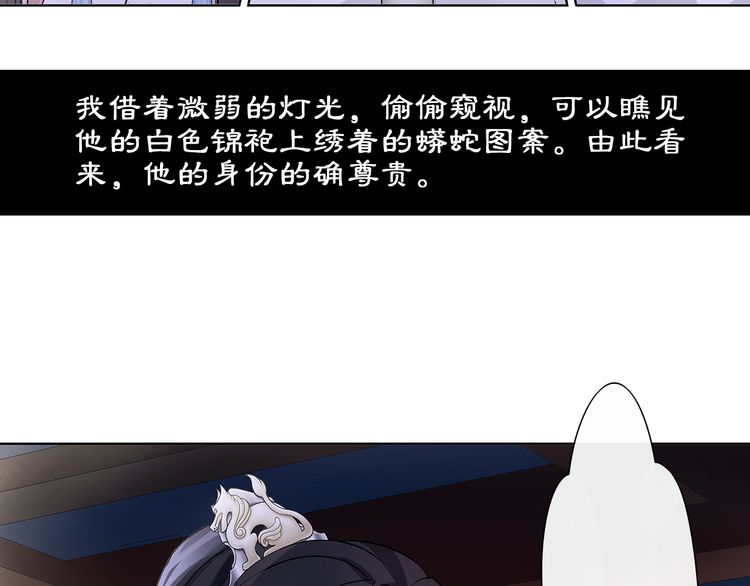 我借着微弱的灯光，偷偷窥视，可以瞧见
他的白色锦袍上绣着的蟒蛇图案。由此看
来，他的身份的确尊贵。